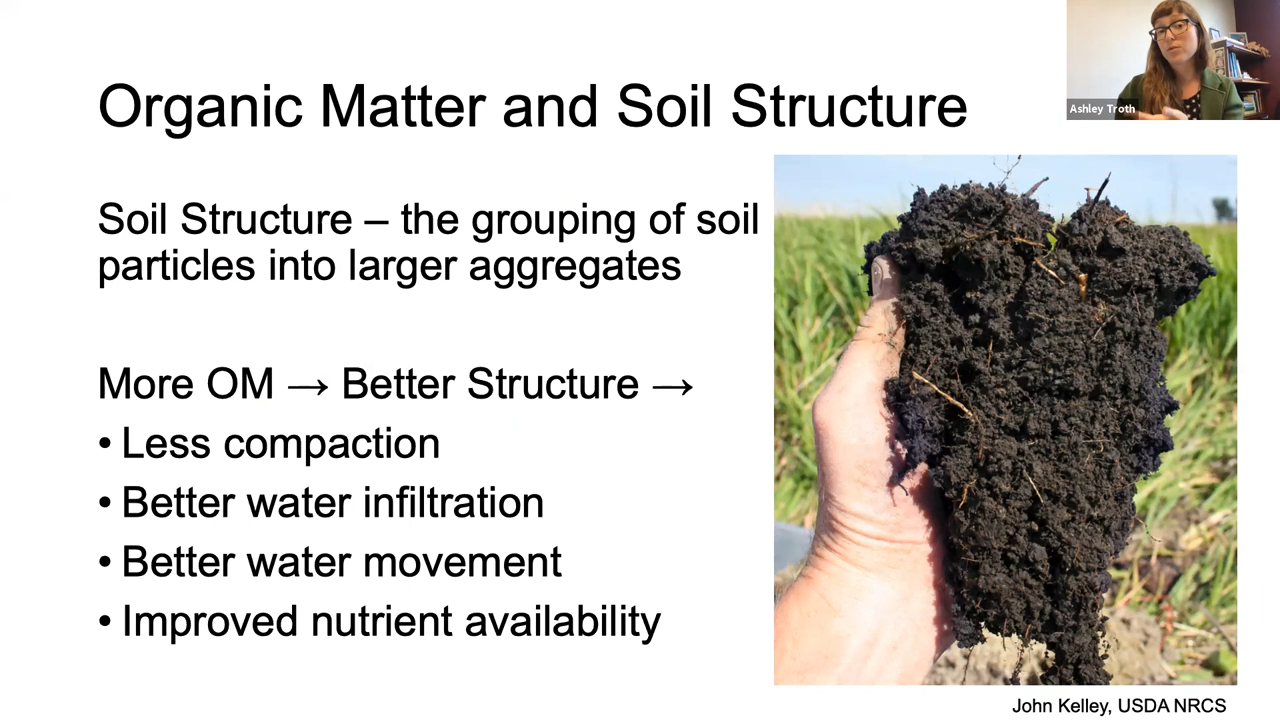 Organic Matter and Soil Structure
Ashley Troth
Soil Structure – the grouping of soil
particles into larger aggregates
More OM → Better Structure →
• Less compaction
• Better water infiltration
• Better water movement
• Improved nutrient availability
John Kelley, USDA NRCS